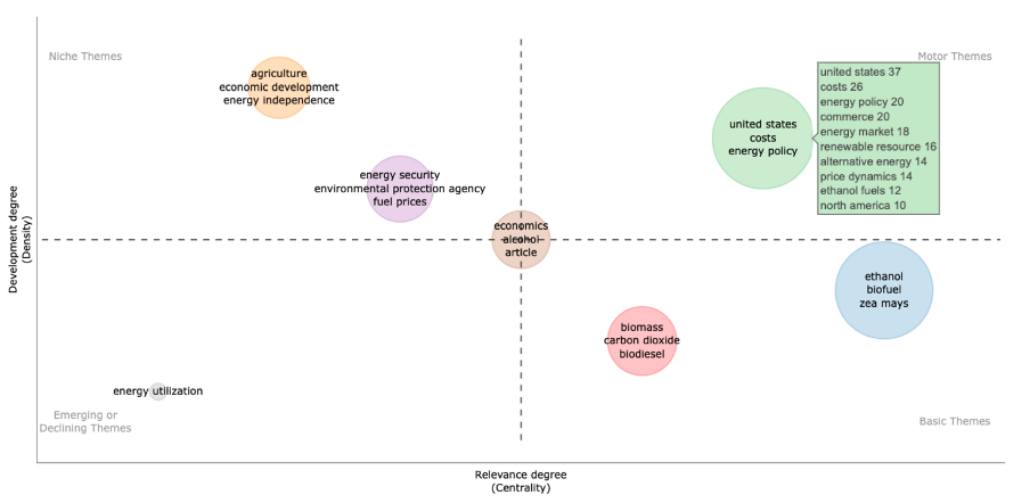 Niche Themes
Motor Themes
agriculture
economic development
energy independence
united states 37
costs 26
energy policy 20
commerce 20
energy market 18
renewable resource 16
alternative energy 14
price dynamics 14
ethanol fuels 12
north america 10
united states
costs
energy policy
energy security
environmental protection agency
fuel prices
economics
alcohol
article
ethanol
biofuel
zea mays
biomass
carbon dioxide
biodiesel
energy utilization
Emerging or
Declining Themes
Basic Themes
Development degree
(Density)
Relevance degree
(Centrality)